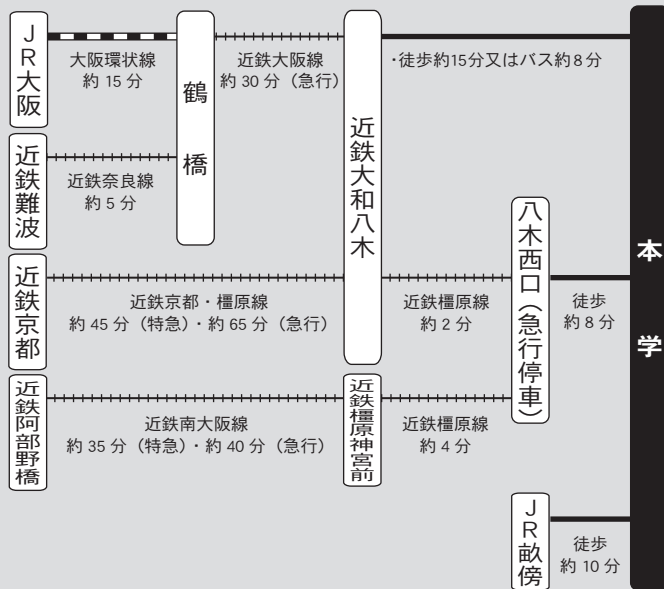 JR大阪
大阪環状線
約 15 分
鶴橋
近鉄大阪線
約 30 分（急行）
・徒歩約15分又はバス約8分
近鉄難波
近鉄奈良線
約 5 分
近鉄大和八木
近鉄京都
近鉄京都・橿原線
約 45 分（特急）・約 65 分（急行）
近鉄橿原線
約 2 分
八木西口（急行停車）
徒歩
約 8 分
近鉄阿部野橋
近鉄南大阪線
約 35 分（特急）・約 40 分（急行）
近鉄橿原神宮前
近鉄橿原線
約 4 分
JR畝傍
徒歩
約 10 分
本学